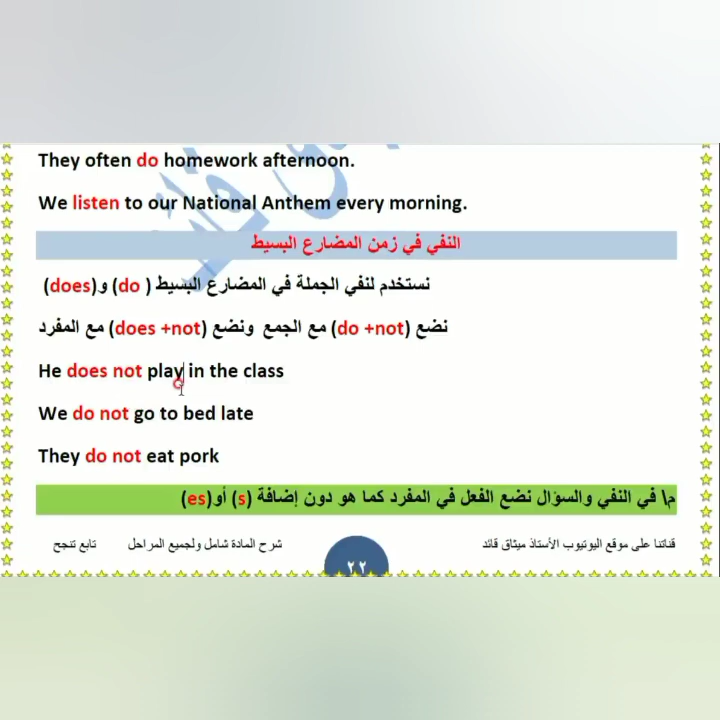 They often do homework afternoon.
We listen to our National Anthem every morning.
النفي في زمن المضارع البسيط
نستخدم لنفي الجملة في المضارع البسيط ( do) و(does)
نضع (do +not) مع الجمع ونضع (does +not) مع المفرد
He does not play in the class
We do not go to bed late
They do not eat pork
م\ في النفي والسؤال نضع الفعل في المفرد كما هو دون إضافة (s) أو(es)
قناتنا على موقع اليوتيوب الأستاذ ميثاق قائد شرح المادة شامل ولجميع المراحل تابع تنجح
٢٢